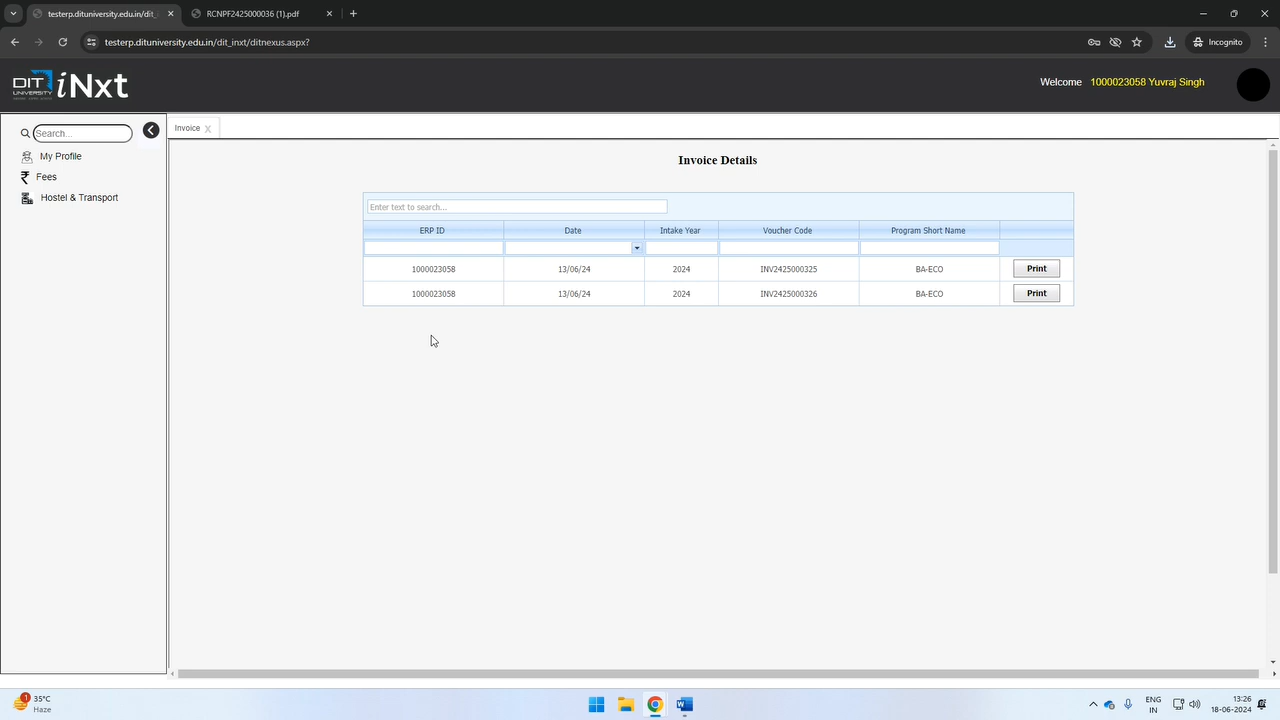 testerp.dituniversity.edu.in/dit_i
RCNPF2425000036 (1).pdf
testerp.dituniversity.edu.in/dit_inxt/ditnexus.aspx?
Incognito
DIT UNIVERSITY iNxt
Welcome 1000023058 Yuvraj Singh
Search...
My Profile
Fees
Hostel & Transport
Invoice x
Invoice Details
Enter text to search...
ERP ID Date Intake Year Voucher Code Program Short Name
1000023058 13/06/24 2024 INV2425000325 BA-ECO Print
1000023058 13/06/24 2024 INV2425000326 BA-ECO Print
1
35°C
Haze
ENG
IN
13:26
18-06-2024